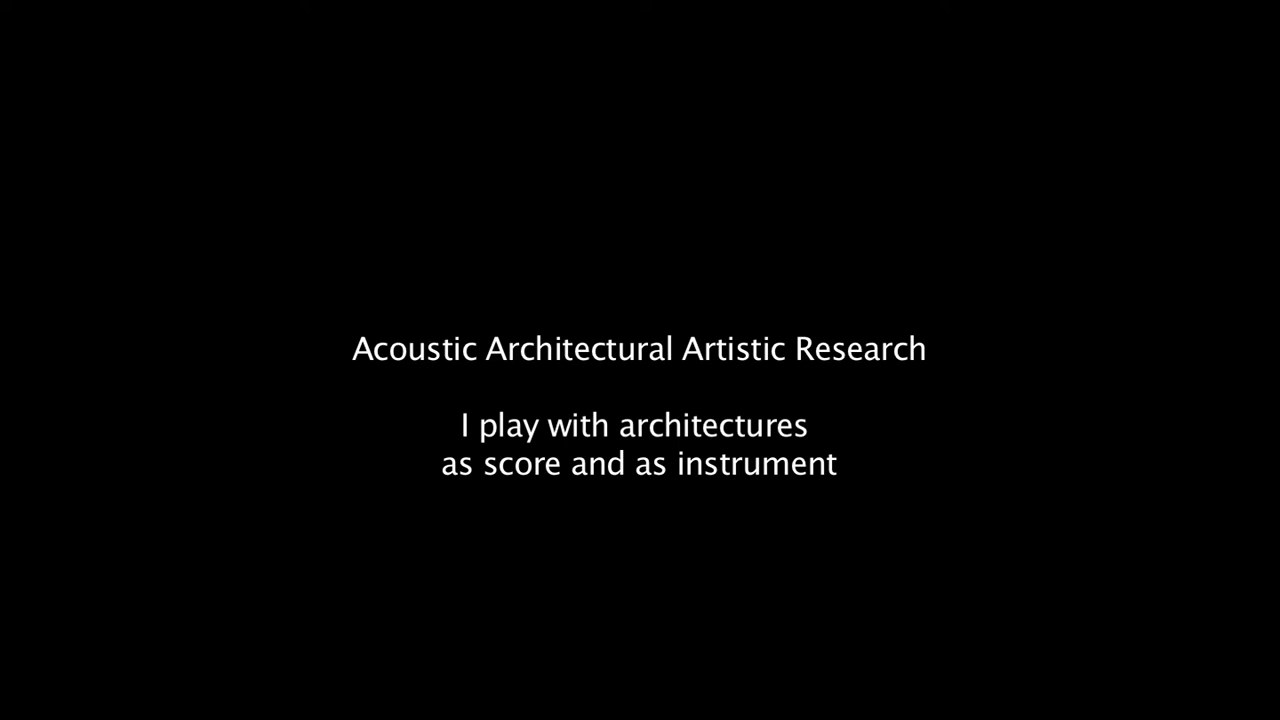 Acoustic Architectural Artistic Research
I play with architectures
as score and as instrument